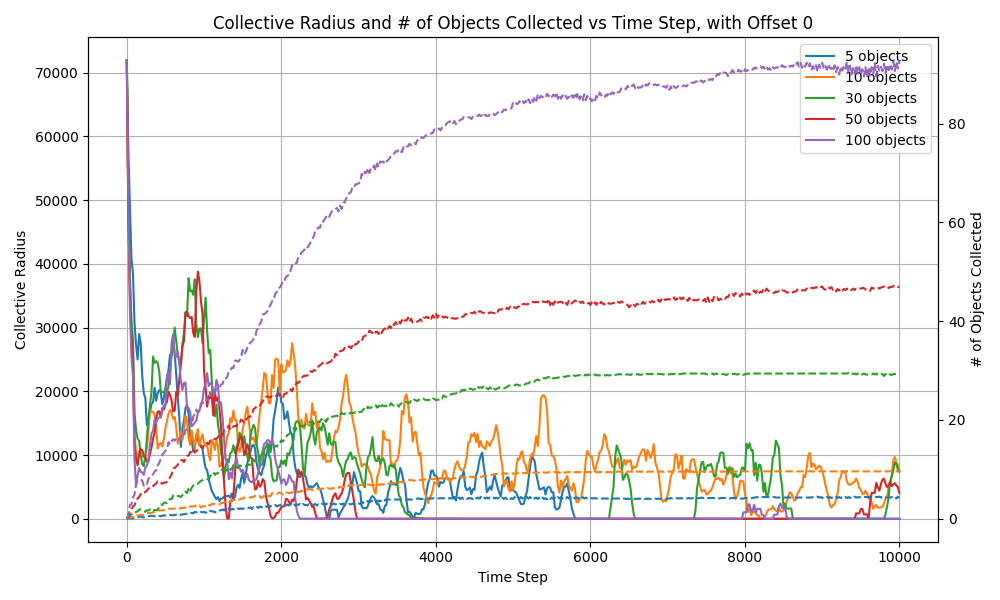 Collective Radius and # of Objects Collected vs Time Step, with Offset 0
5 objects
10 objects
30 objects
50 objects
100 objects
70000
60000
50000
40000
30000
20000
10000
0
Collective Radius
80
60
40
20
0
# of Objects Collected
0
2000
4000
6000
8000
10000
Time Step